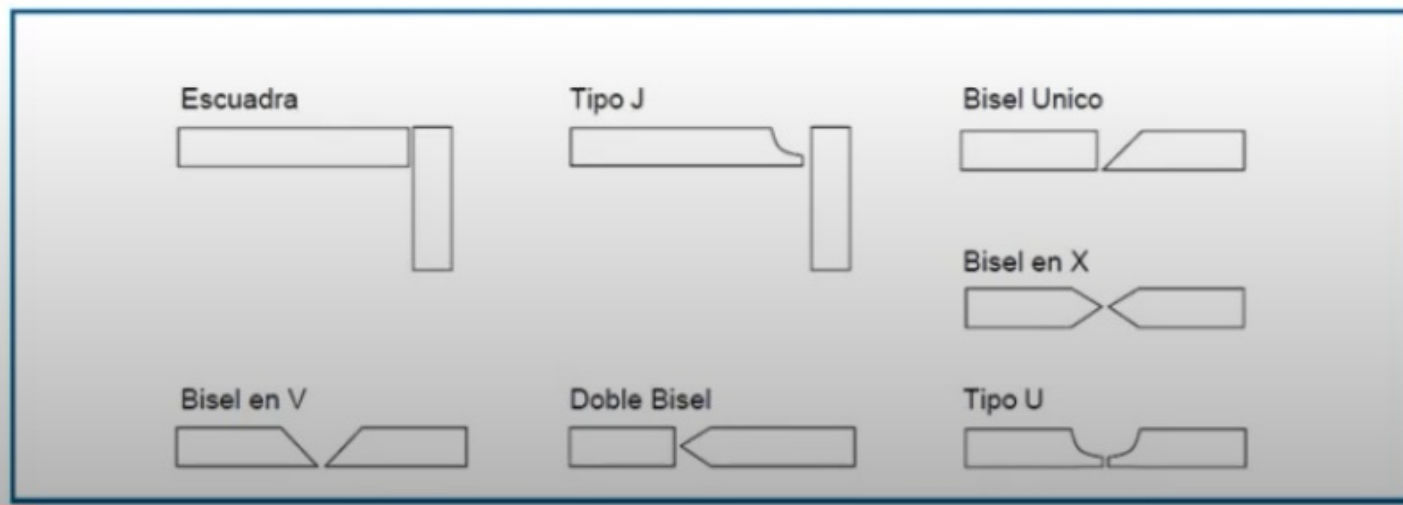 Escuadra
Tipo J
Bisel Unico
Bisel en X
Bisel en V
Doble Bisel
Tipo U